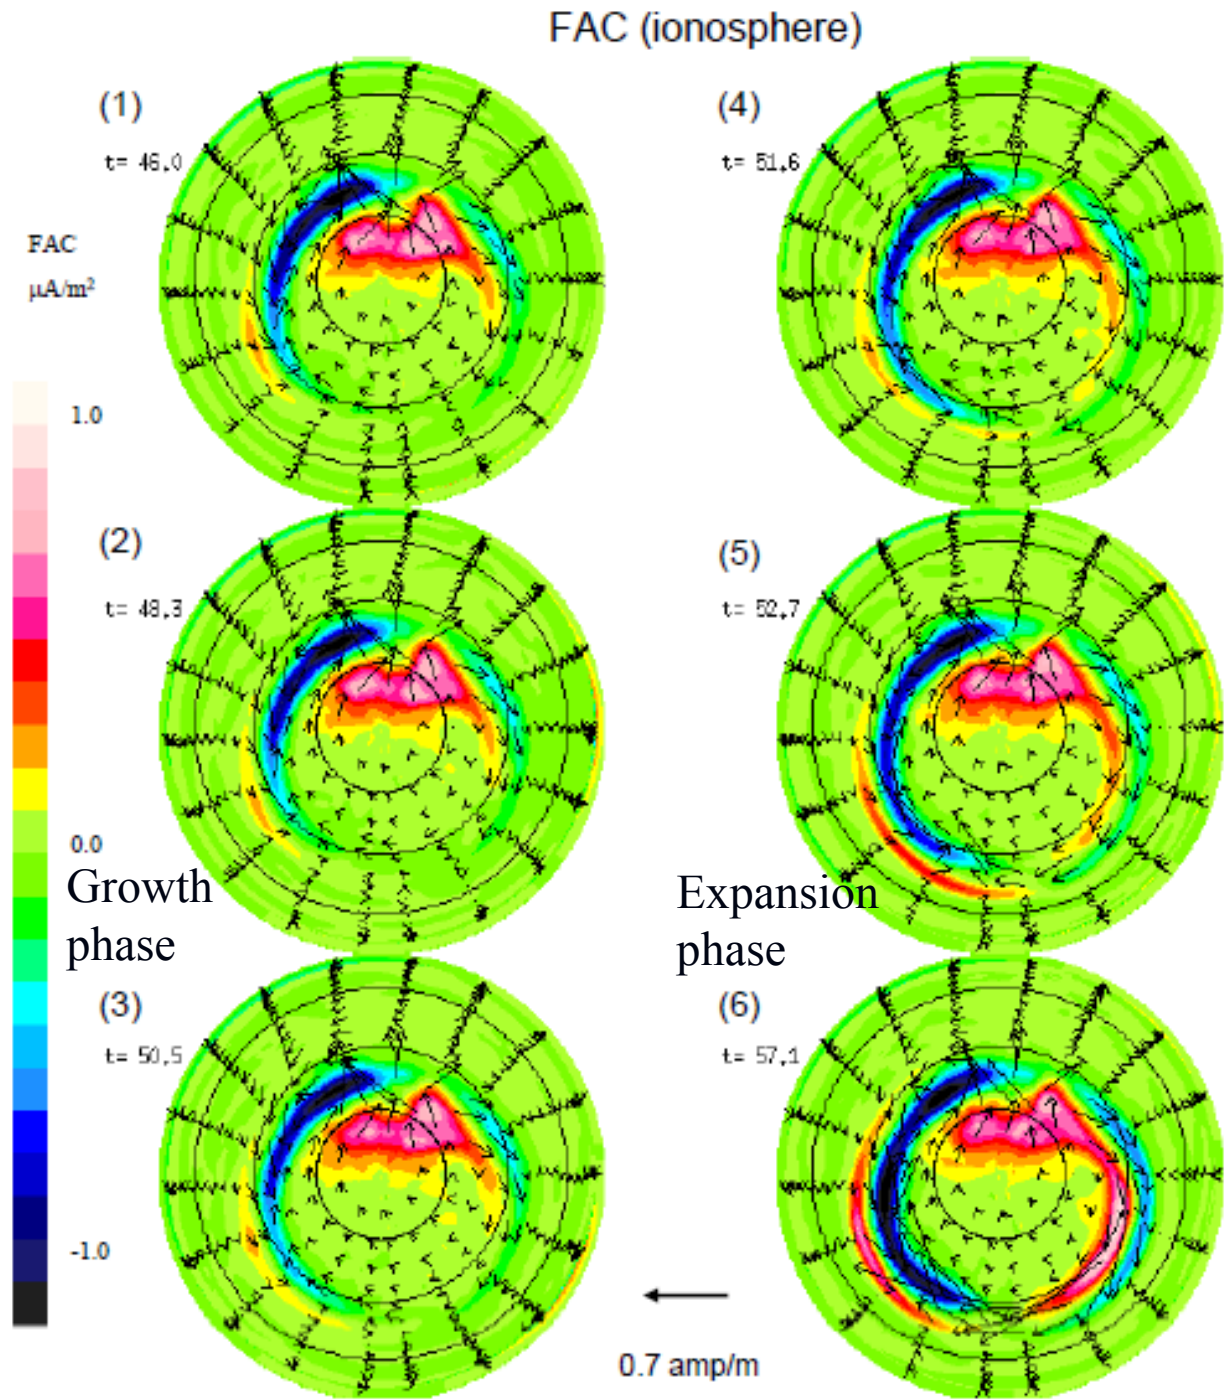 FAC (ionosphere)
(1)
t= 46.0
(4)
t= 51.6
FAC
μA/m²
1.0
(2)
t= 48.3
(5)
t= 52.7
0.0
Growth
phase
Expansion
phase
(3)
t= 50.5
(6)
t= 57.1
-1.0
0.7 amp/m